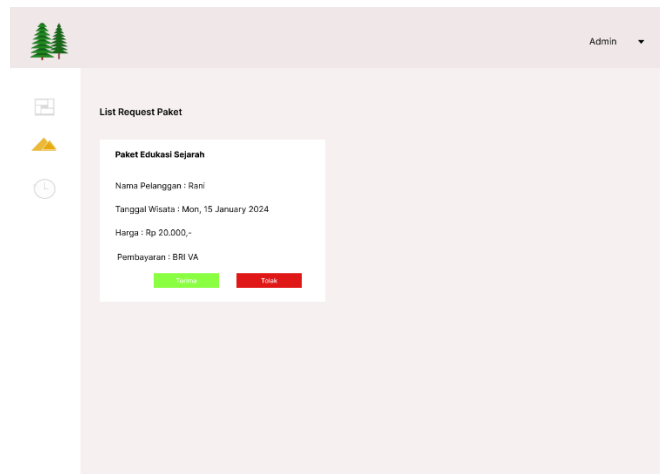 Admin
List Request Paket
Paket Edukasi Sejarah
Nama Pelanggan : Rani
Tanggal Wisata : Mon, 15 January 2024
Harga : Rp 20.000,-
Pembayaran : BRI VA
Terima Tolak